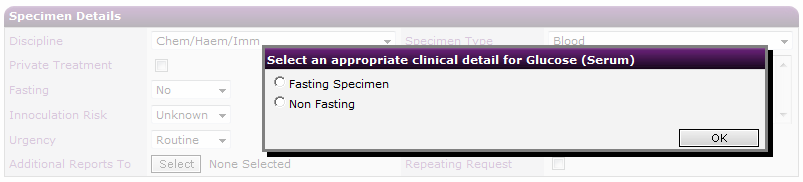 Specimen Details
Discipline Chem/Haem/Imm Specimen Type Blood
Select an appropriate clinical detail for Glucose (Serum)
Private Treatment
Fasting Specimen
Fasting No
Non Fasting
Innoculation Risk Unknown
Urgency Routine
OK
Additional Reports To Select None Selected Repeating Request